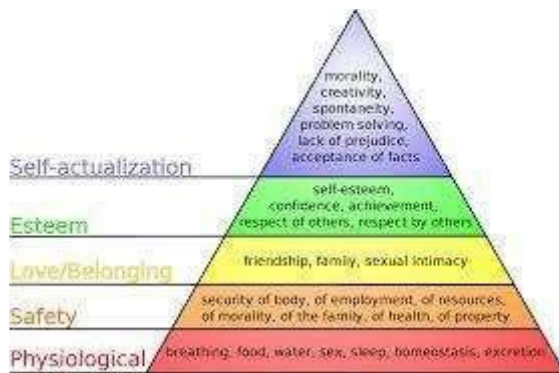 morality,
creativity,
spontaneity,
problem solving,
lack of prejudice,
acceptance of facts
Self-actualization
self-esteem,
confidence, achievement,
respect of others, respect by others
Esteem
friendship, family, sexual intimacy
Love/Belonging
security of body, of employment, of resources,
of morality, of the family, of health, of property
Safety
breathing, food, water, sex, sleep, homeostasis, excretion
Physiological